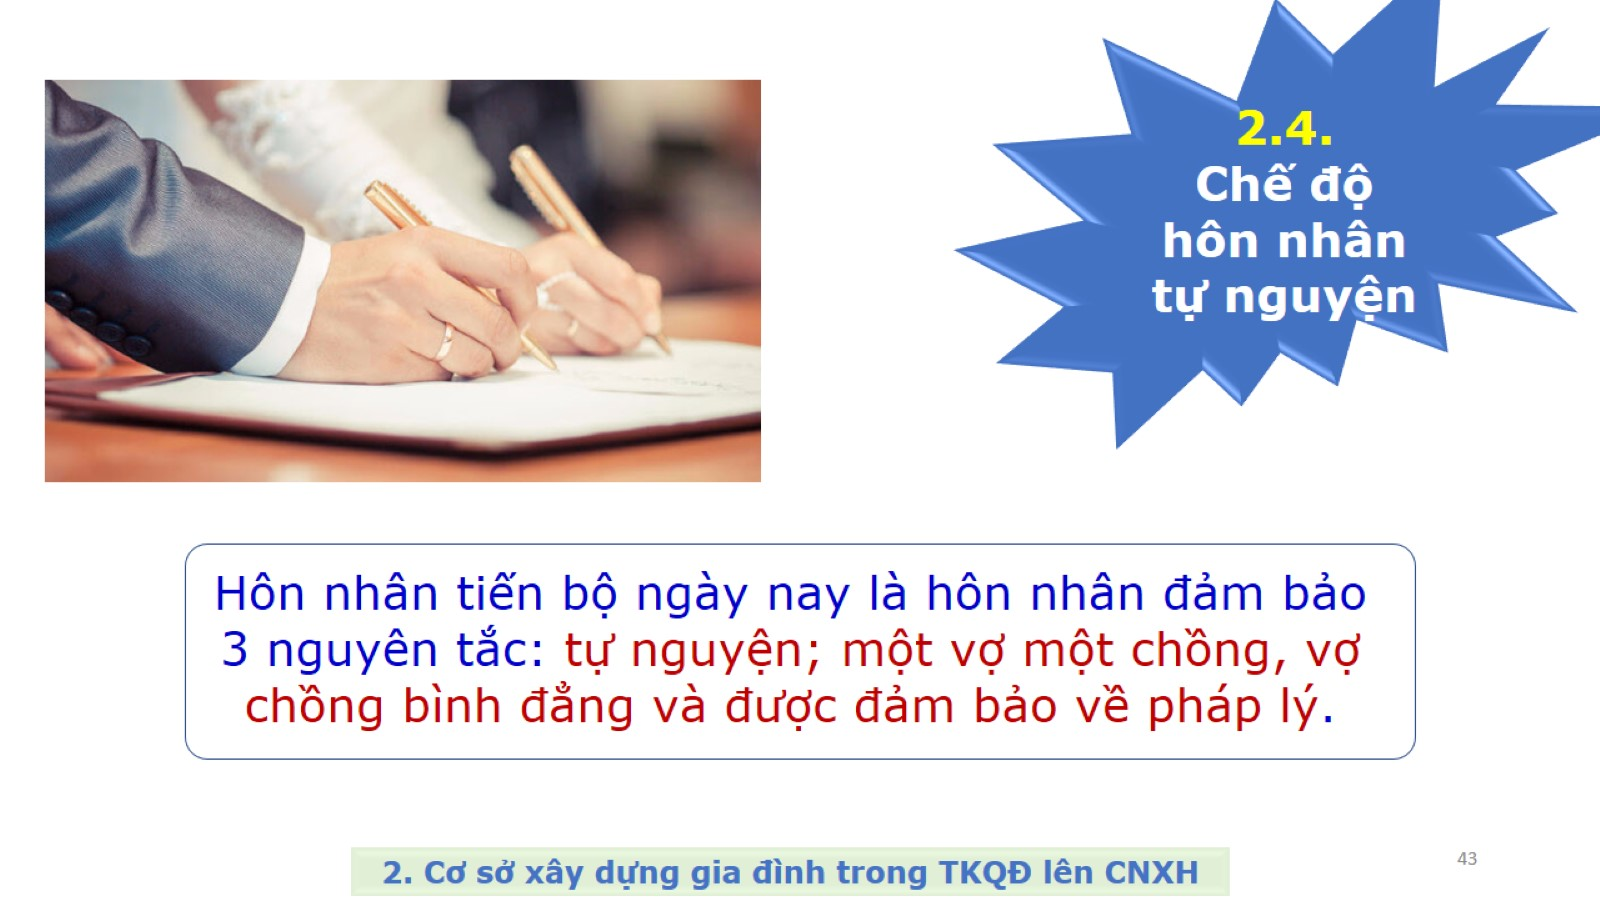 2.4.
Chế độ
hôn nhân
tự nguyện
Hôn nhân tiến bộ ngày nay là hôn nhân đảm bảo
3 nguyên tắc: tự nguyện; một vợ một chồng, vợ
chồng bình đẳng và được đảm bảo về pháp lý.
2. Cơ sở xây dựng gia đình trong TKQĐ lên CNXH
43